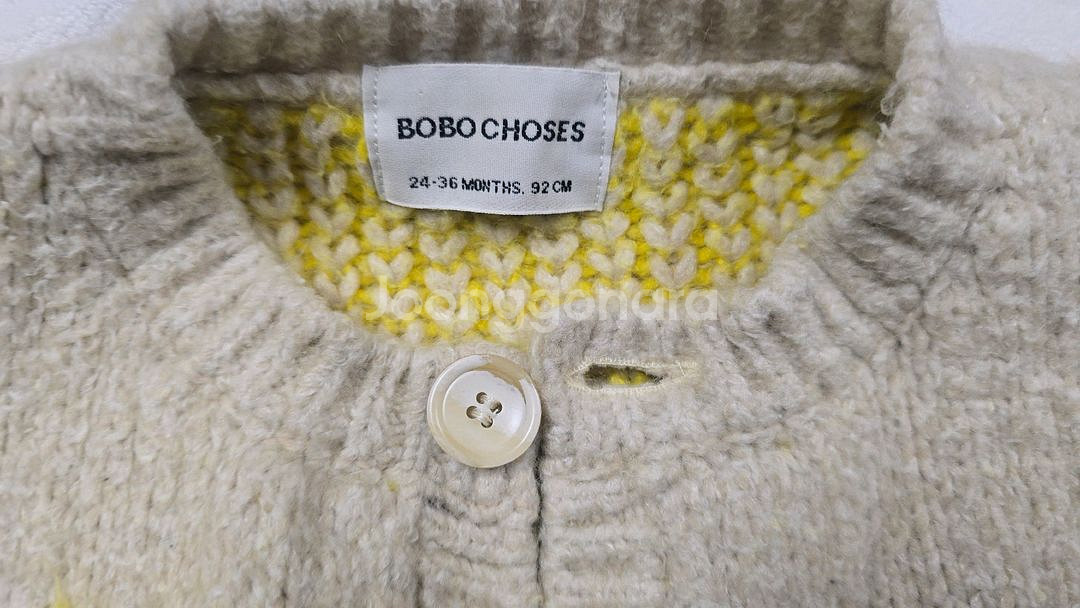 BOBO CHOSES
24-36 MONTHS. 92 CM
Joonggonara